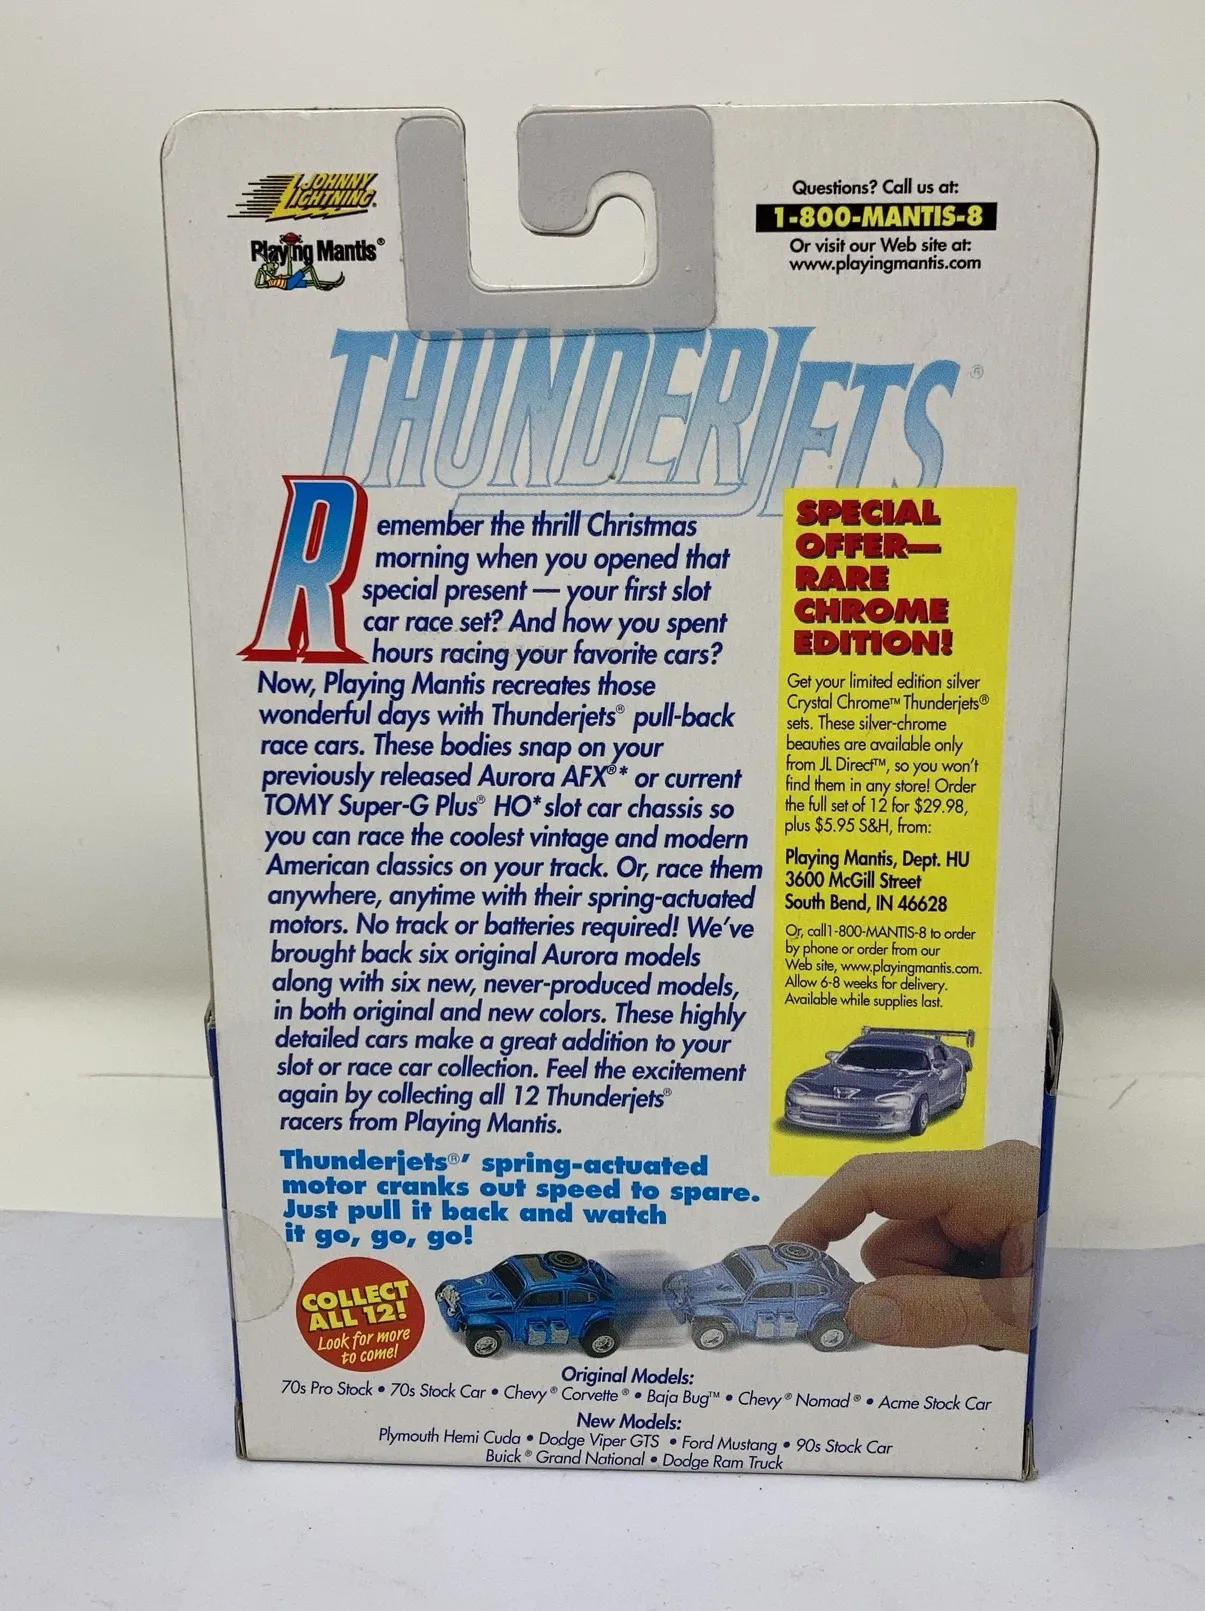 JOHNNY
LIGHTNING®
Playing Mantis®
Questions? Call us at:
1-800-MANTIS-8
Or visit our Web site at:
www.playingmantis.com
THUNDERJETS®
Remember the thrill Christmas
morning when you opened that
special present — your first slot
car race set? And how you spent
hours racing your favorite cars?
Now, Playing Mantis recreates those
wonderful days with Thunderjets® pull-back
race cars. These bodies snap on your
previously released Aurora AFX®* or current
TOMY Super-G Plus® HO* slot car chassis so
you can race the coolest vintage and modern
American classics on your track. Or, race them
anywhere, anytime with their spring-actuated
motors. No track or batteries required! We've
brought back six original Aurora models
along with six new, never-produced models,
in both original and new colors. These highly
detailed cars make a great addition to your
slot or race car collection. Feel the excitement
again by collecting all 12 Thunderjets®
racers from Playing Mantis.
SPECIAL
OFFER—
RARE
CHROME
EDITION!
Get your limited edition silver
Crystal Chrome™ Thunderjets®
sets. These silver-chrome
beauties are available only
from JL Direct™, so you won't
find them in any store! Order
the full set of 12 for $29.98,
plus $5.95 S&H, from:
Playing Mantis, Dept. HU
3600 McGill Street
South Bend, IN 46628
Or, call1-800-MANTIS-8 to order
by phone or order from our
Web site, www.playingmantis.com.
Allow 6-8 weeks for delivery.
Available while supplies last.
Thunderjets®' spring-actuated
motor cranks out speed to spare.
Just pull it back and watch
it go, go, go!
COLLECT
ALL 12!
Look for more
to come!
Original Models:
70s Pro Stock • 70s Stock Car • Chevy® Corvette® • Baja Bug™ • Chevy® Nomad® • Acme Stock Car
New Models:
Plymouth Hemi Cuda • Dodge Viper GTS • Ford Mustang • 90s Stock Car
Buick® Grand National • Dodge Ram Truck